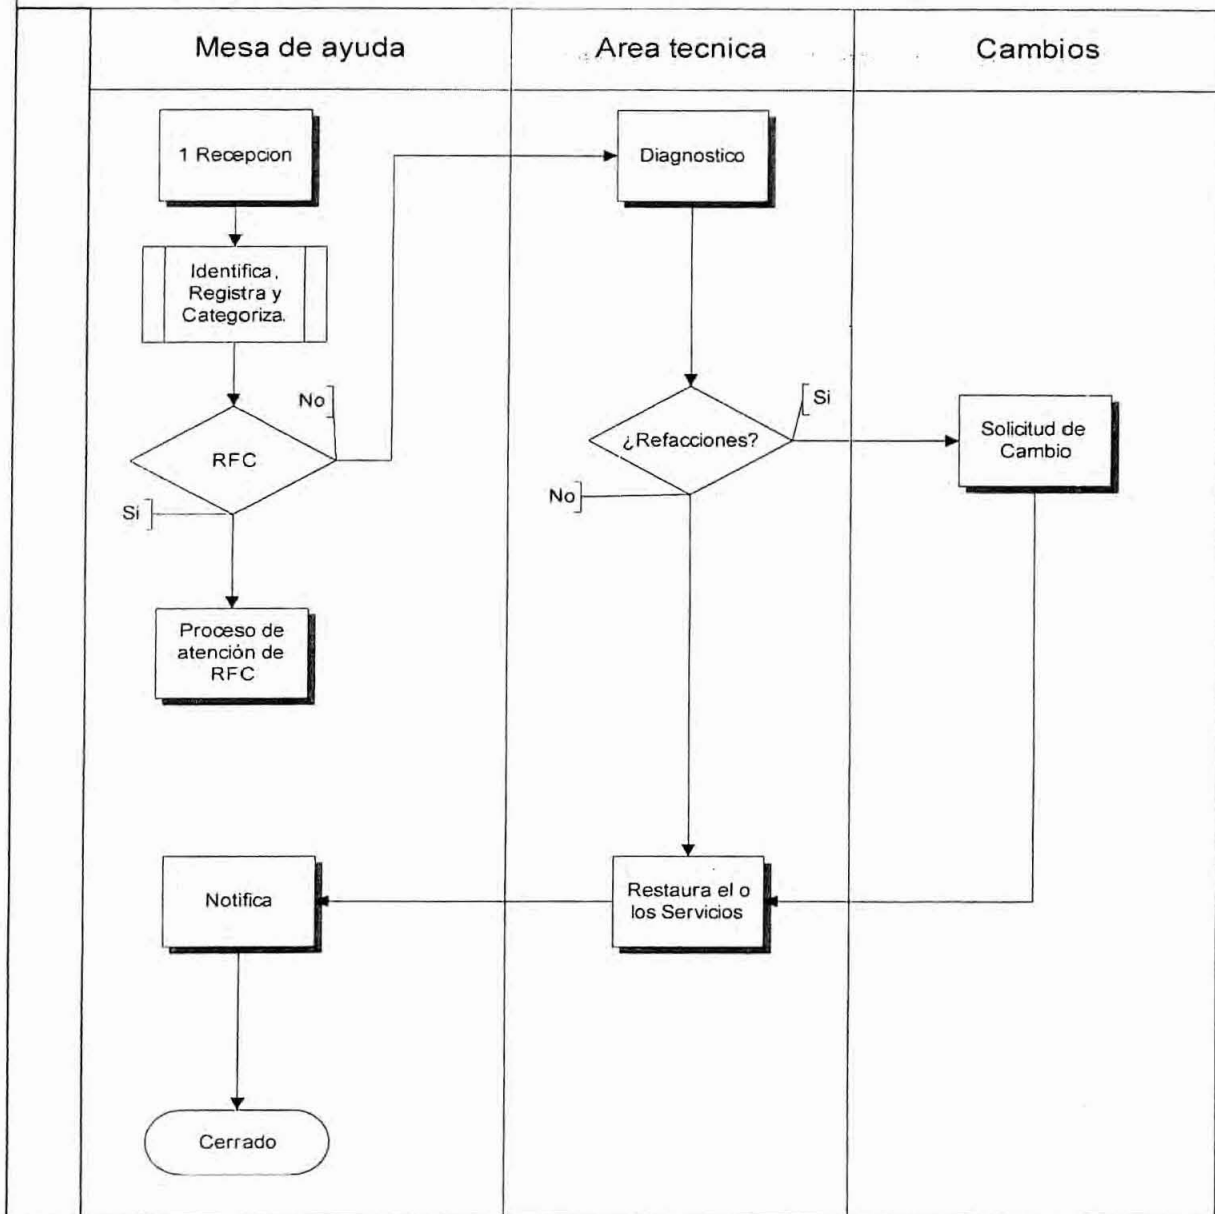 Mesa de ayuda
Area tecnica
Cambios
1 Recepcion
Diagnostico
Identifica,
Registra y
Categoriza.
No
RFC
Si
¿Refacciones?
Si
No
Solicitud de
Cambio
Proceso de
atención de
RFC
Notifica
Restaura el o
los Servicios
Cerrado